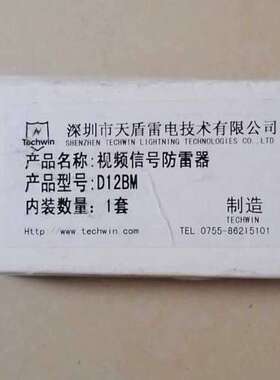 Techwin
深圳市天盾雷电技术有限公司
SHENZHEN TECHWIN LIGHTNING TECHNOLOGIES CO.,LTD
产品名称:视频信号防雷器
产品型号:D12BM
内装数量:1套
制造
TECHWIN
Http://www.techwin.com
TEL 0755-86215101